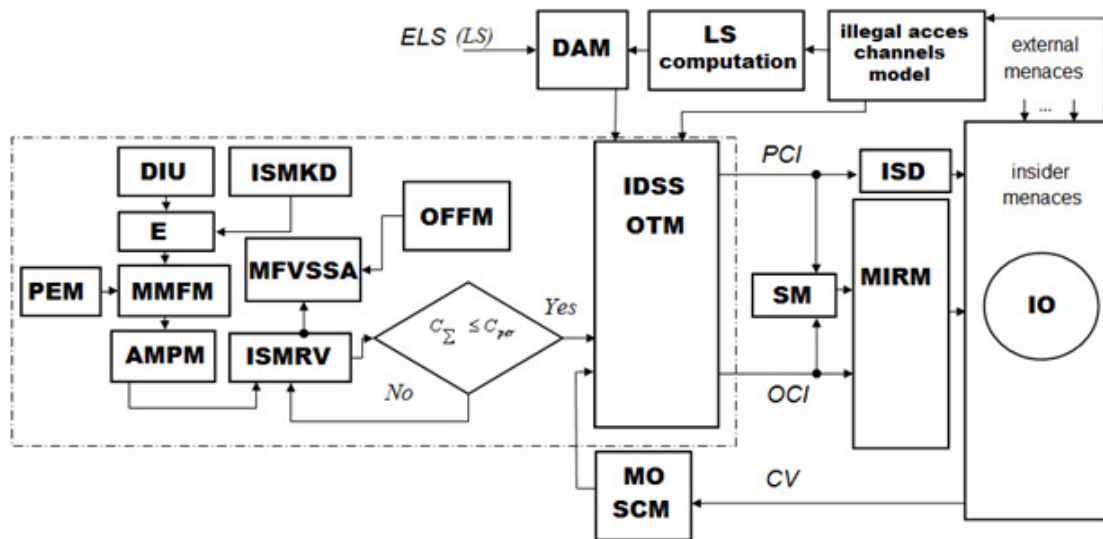 ELS (LS)
DAM
LS
computation
illegal acces
channels
model
external
menaces
...
DIU
ISMKD
E
OFFM
PEM
MMFM
MFVSSA
AMPM
ISMRV
C∑ ≤ Cpσ
Yes
No
IDSS
OTM
PCI
OCI
ISD
SM
MIRM
insider
menaces
IO
MO
SCM
CV